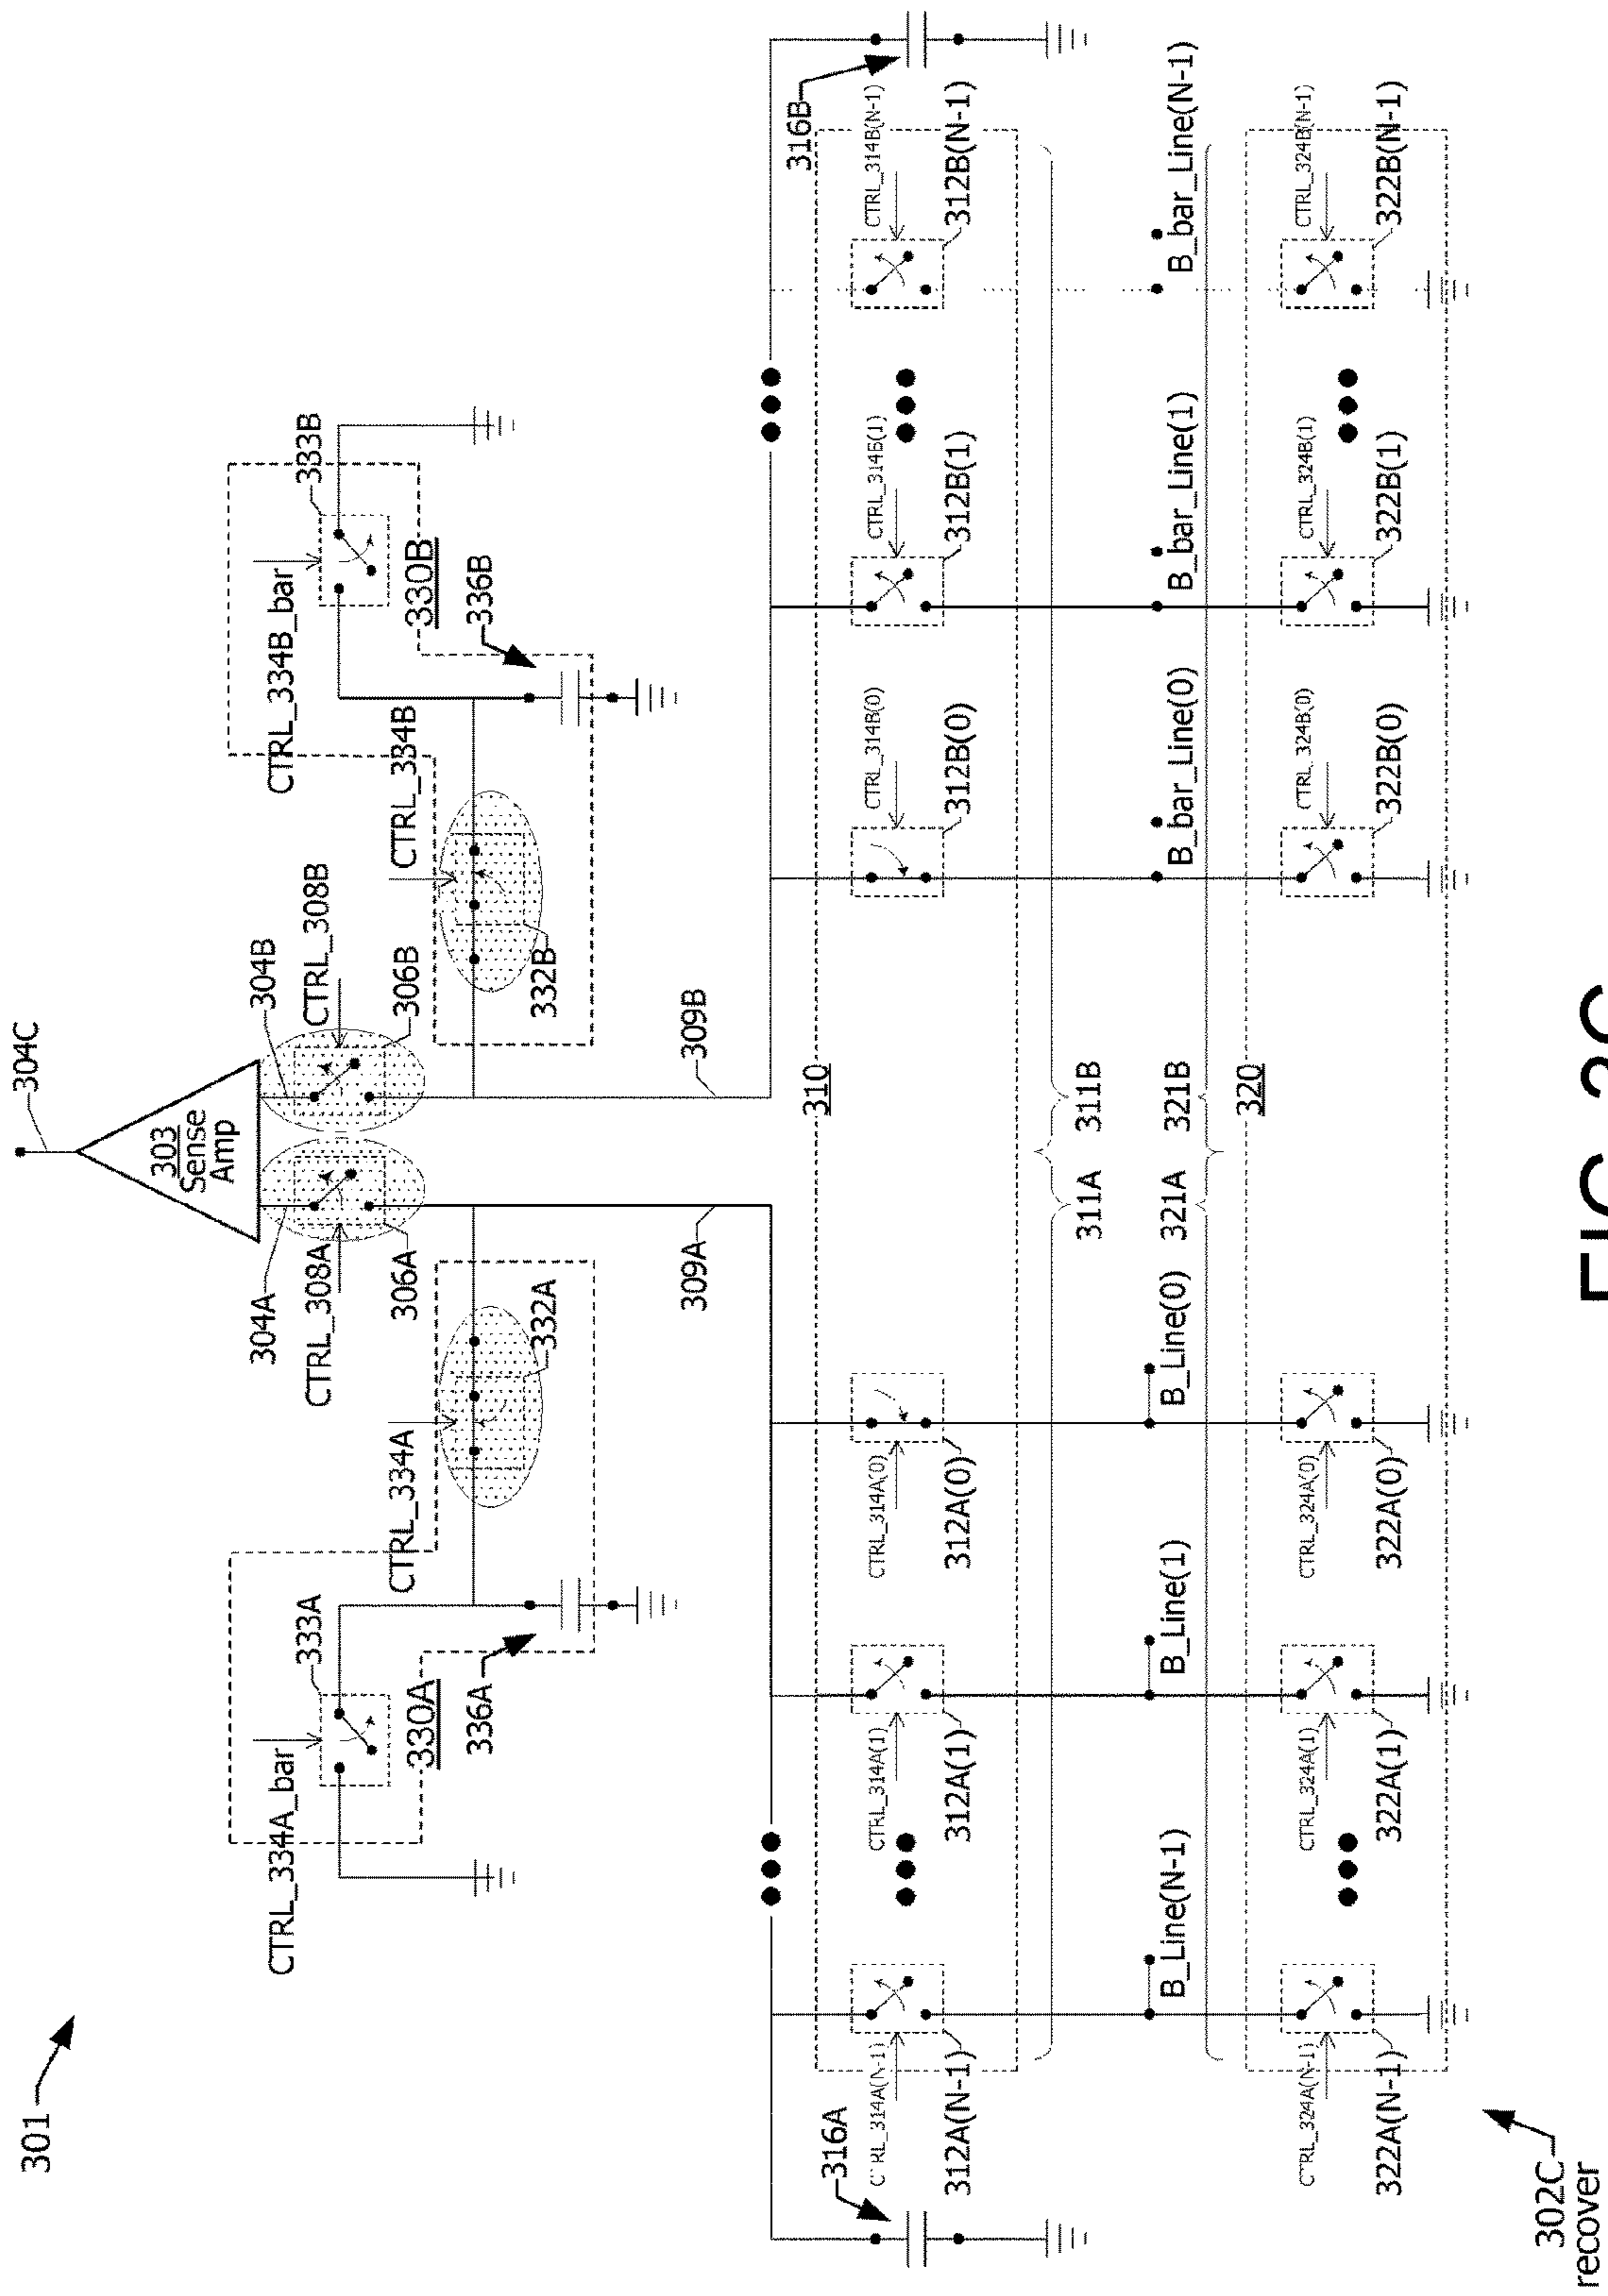 301
304C
303
Sense
Amp
304A
304B
CTRL_308A
CTRL_308B
306A
306B
CTRL_334A_bar
333A
330A
336A
CTRL_334A
332A
CTRL_334B_bar
333B
330B
336B
CTRL_334B
332B
309A
309B
316A
316B
310
CTRL_314A(N-1)
CTRL_314A(1)
CTRL_314A(0)
CTRL_314B(0)
CTRL_314B(1)
CTRL_314B(N-1)
312A(N-1)
312A(1)
312A(0)
312B(0)
312B(1)
312B(N-1)
311A
311B
B_Line(N-1)
B_Line(1)
B_Line(0)
B_bar_Line(0)
B_bar_Line(1)
B_bar_Line(N-1)
321A
321B
320
CTRL_324A(N-1)
CTRL_324A(1)
CTRL_324A(0)
CTRL_324B(0)
CTRL_324B(1)
CTRL_324B(N-1)
322A(N-1)
322A(1)
322A(0)
322B(0)
322B(1)
322B(N-1)
302C
recover